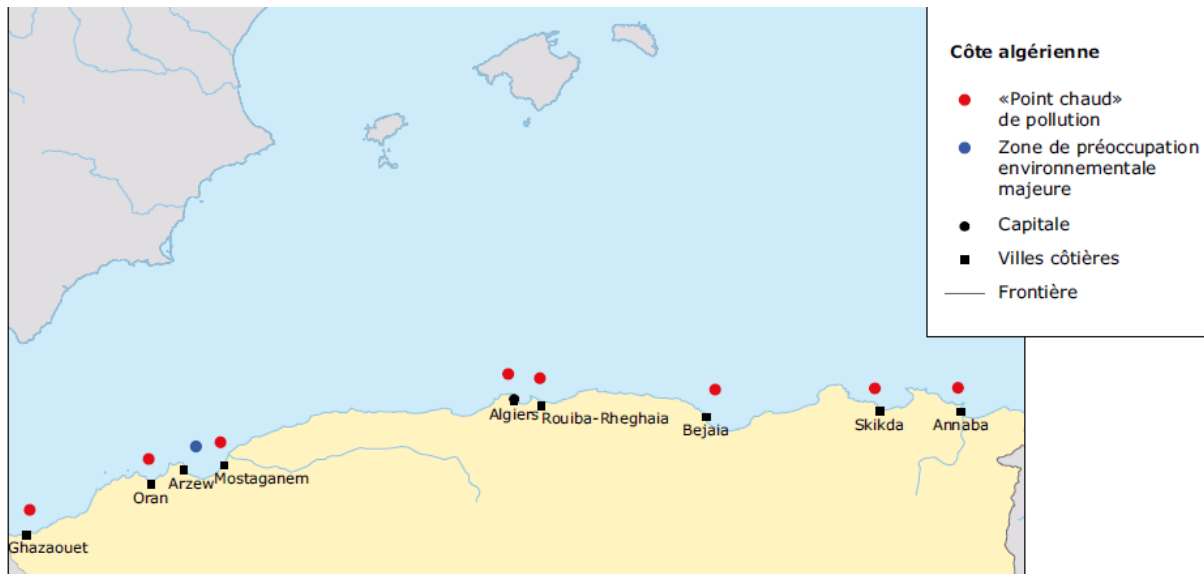 Côte algérienne
«Point chaud»
de pollution
Zone de préoccupation
environnementale
majeure
Capitale
Villes côtières
Frontière
Algiers
Rouiba-Rheghaia
Bejaia
Skikda
Annaba
Mostaganem
Arzew
Oran
Ghazaouet